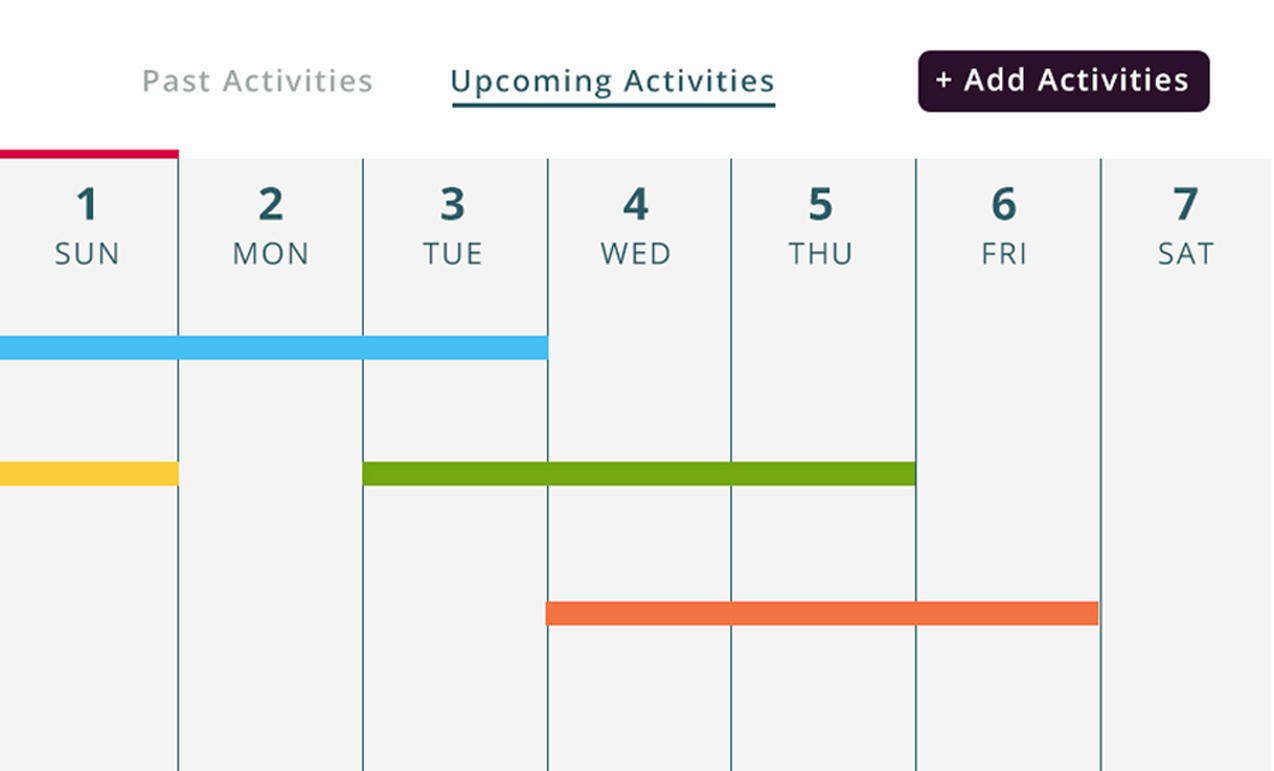 Past Activities Upcoming Activities + Add Activities
1 2 3 4 5 6 7
SUN MON TUE WED THU FRI SAT